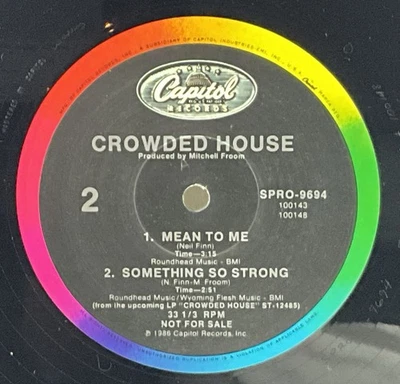 Capitol
RECORDS
CROWDED HOUSE
Produced by Mitchell Froom
2
SPRO-9694
100143
100148
1. MEAN TO ME
(Neil Finn)
Time—3:15
Roundhead Music - BMI
2. SOMETHING SO STRONG
(N. Finn-M. Froom)
Time—2:51
Roundhead Music/Wyoming Flesh Music - BMI
(from the upcoming LP "CROWDED HOUSE" ST-12485)
33 1/3 RPM
NOT FOR SALE
℗ 1986 Capitol Records, Inc.